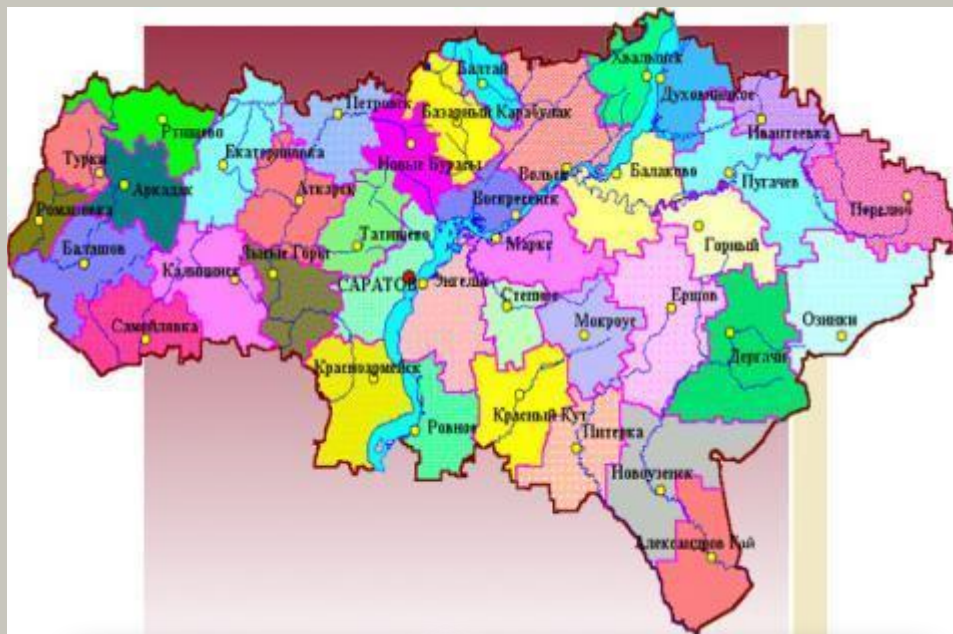 Балтай
Хвалынск
Духовницкое
Петровск
Базарный Карабулак
Ртищево
Ивантеевка
Турки
Екатериновка
Новые Бурасы
Вольск
Балаково
Пугачев
Аркадак
Аткарск
Воскресенск
Перелюб
Романовка
Балашов
Татищево
Маркс
Горный
Калининск
Лысые Горы
САРАТОВ
Энгельс
Степное
Ершов
Мокроус
Озинки
Самойловка
Дергачи
Красноармейск
Ровное
Красный Кут
Питерка
Новоузенск
Александров Гай